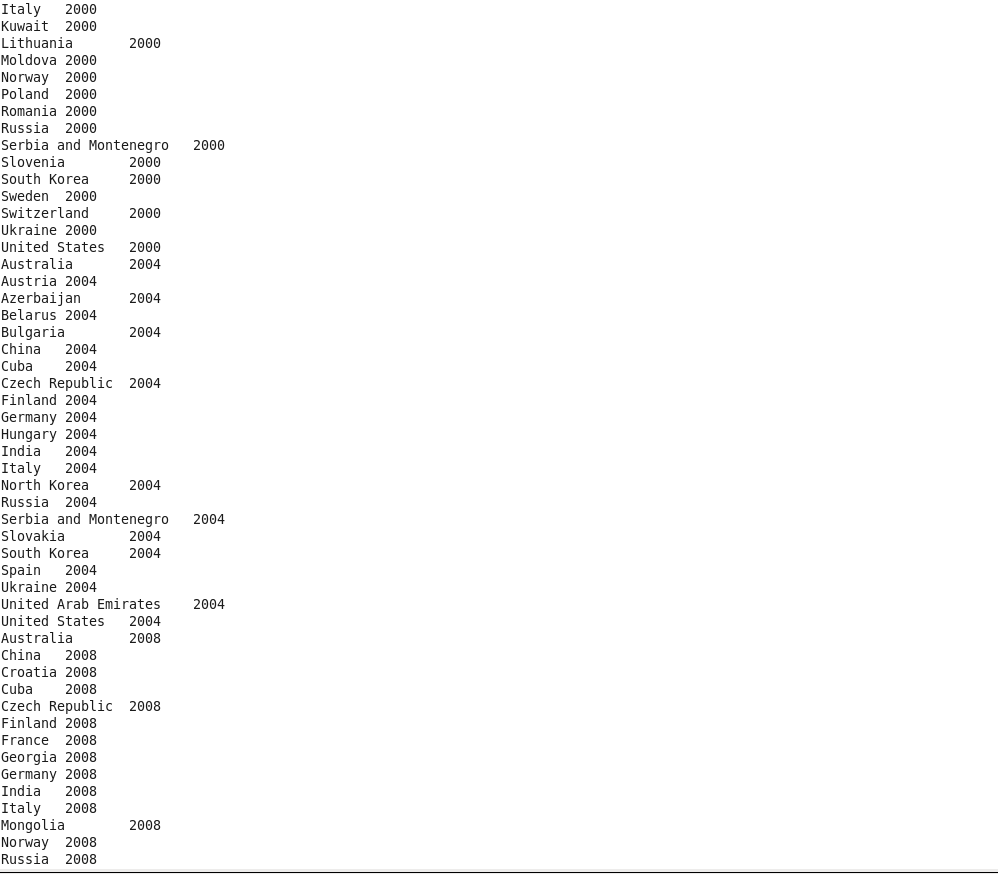 Italy	2000
Kuwait	2000
Lithuania	2000
Moldova	2000
Norway	2000
Poland	2000
Romania	2000
Russia	2000
Serbia and Montenegro	2000
Slovenia	2000
South Korea	2000
Sweden	2000
Switzerland	2000
Ukraine	2000
United States	2000
Australia	2004
Austria	2004
Azerbaijan	2004
Belarus	2004
Bulgaria	2004
China	2004
Cuba	2004
Czech Republic	2004
Finland	2004
Germany	2004
Hungary	2004
India	2004
Italy	2004
North Korea	2004
Russia	2004
Serbia and Montenegro	2004
Slovakia	2004
South Korea	2004
Spain	2004
Ukraine	2004
United Arab Emirates	2004
United States	2004
Australia	2008
China	2008
Croatia	2008
Cuba	2008
Czech Republic	2008
Finland	2008
France	2008
Georgia	2008
Germany	2008
India	2008
Italy	2008
Mongolia	2008
Norway	2008
Russia	2008